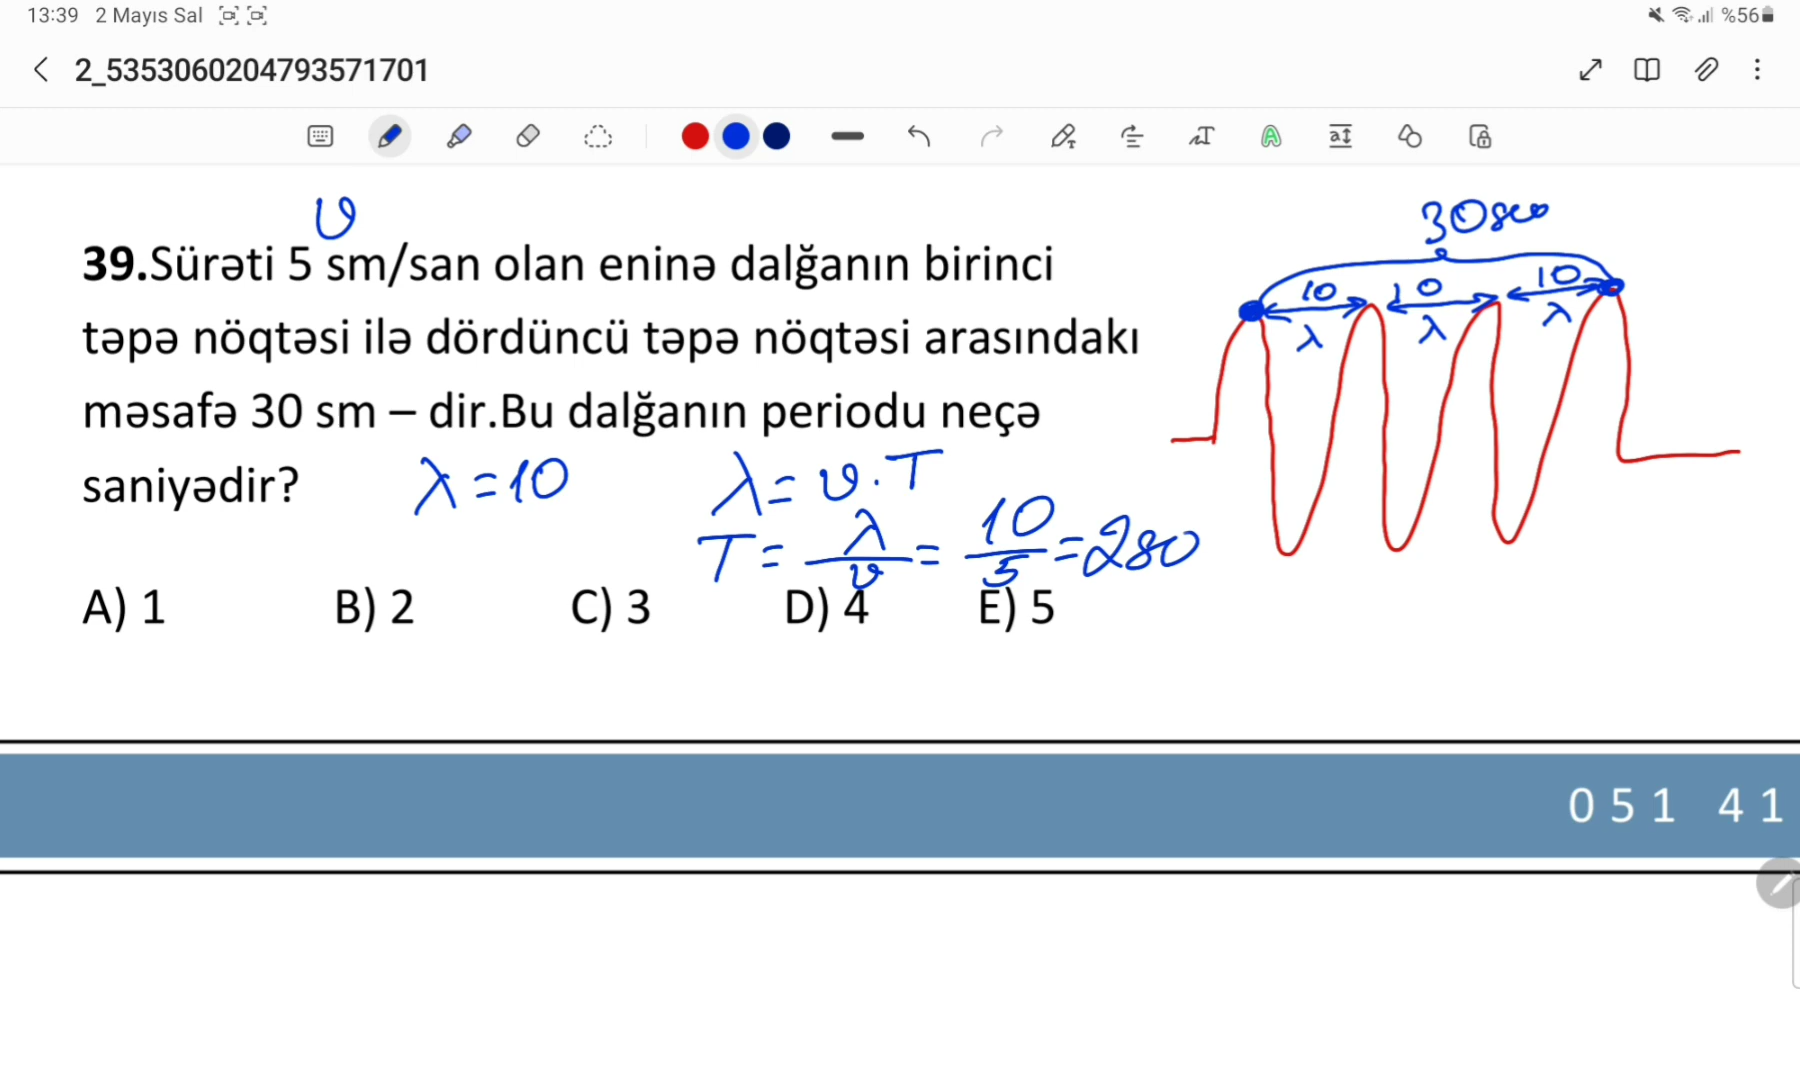 13:39 2 Mayıs Sal %56
2_5353060204793571701
υ
30sm
39.Sürəti 5 sm/san olan eninə dalğanın birinci
10 10 10
λ λ λ
təpə nöqtəsi ilə dördüncü təpə nöqtəsi arasındakı
məsafə 30 sm – dir.Bu dalğanın periodu neçə
saniyədir?
λ = 10
λ = υ . T
T = λ/υ = 10/5 = 2
A) 1 B) 2 C) 3 D) 4 E) 5
051 41